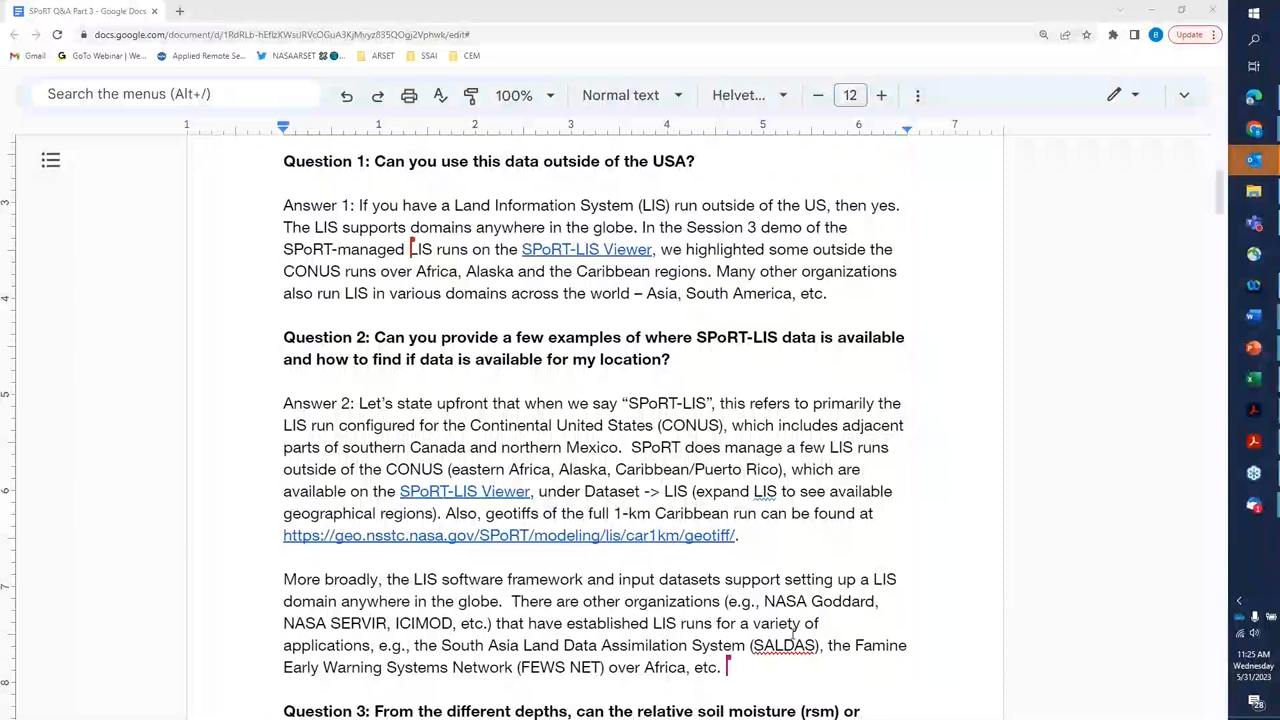 SPoRT Q&A Part 3 - Google Docs
docs.google.com/document/d/1RdRLb-hEflzKWsuRVcOGuA3KjMvyz835QOgj2Vphwk/edit#
Update
Gmail
GoTo Webinar | We...
Applied Remote Se...
NASAARSET
ARSET
SSAI
CEM
Search the menus (Alt+/)
100%
Normal text
Helvet...
12
1 1 2 3 4 5 6 7
Question 1: Can you use this data outside of the USA?
Answer 1: If you have a Land Information System (LIS) run outside of the US, then yes.
The LIS supports domains anywhere in the globe. In the Session 3 demo of the
SPoRT-managed LIS runs on the SPoRT-LIS Viewer, we highlighted some outside the
CONUS runs over Africa, Alaska and the Caribbean regions. Many other organizations
also run LIS in various domains across the world – Asia, South America, etc.
Question 2: Can you provide a few examples of where SPoRT-LIS data is available
and how to find if data is available for my location?
Answer 2: Let's state upfront that when we say “SPoRT-LIS”, this refers to primarily the
LIS run configured for the Continental United States (CONUS), which includes adjacent
parts of southern Canada and northern Mexico.  SPoRT does manage a few LIS runs
outside of the CONUS (eastern Africa, Alaska, Caribbean/Puerto Rico), which are
available on the SPoRT-LIS Viewer, under Dataset -> LIS (expand LIS to see available
geographical regions). Also, geotiffs of the full 1-km Caribbean run can be found at
https://geo.nsstc.nasa.gov/SPoRT/modeling/lis/car1km/geotiff/.
More broadly, the LIS software framework and input datasets support setting up a LIS
domain anywhere in the globe.  There are other organizations (e.g., NASA Goddard,
NASA SERVIR, ICIMOD, etc.) that have established LIS runs for a variety of
applications, e.g., the South Asia Land Data Assimilation System (SALDAS), the Famine
Early Warning Systems Network (FEWS NET) over Africa, etc.
Question 3: From the different depths, can the relative soil moisture (rsm) or
3
4
5
6
7
8
11:25 AM
Wednesday
5/31/2023
28